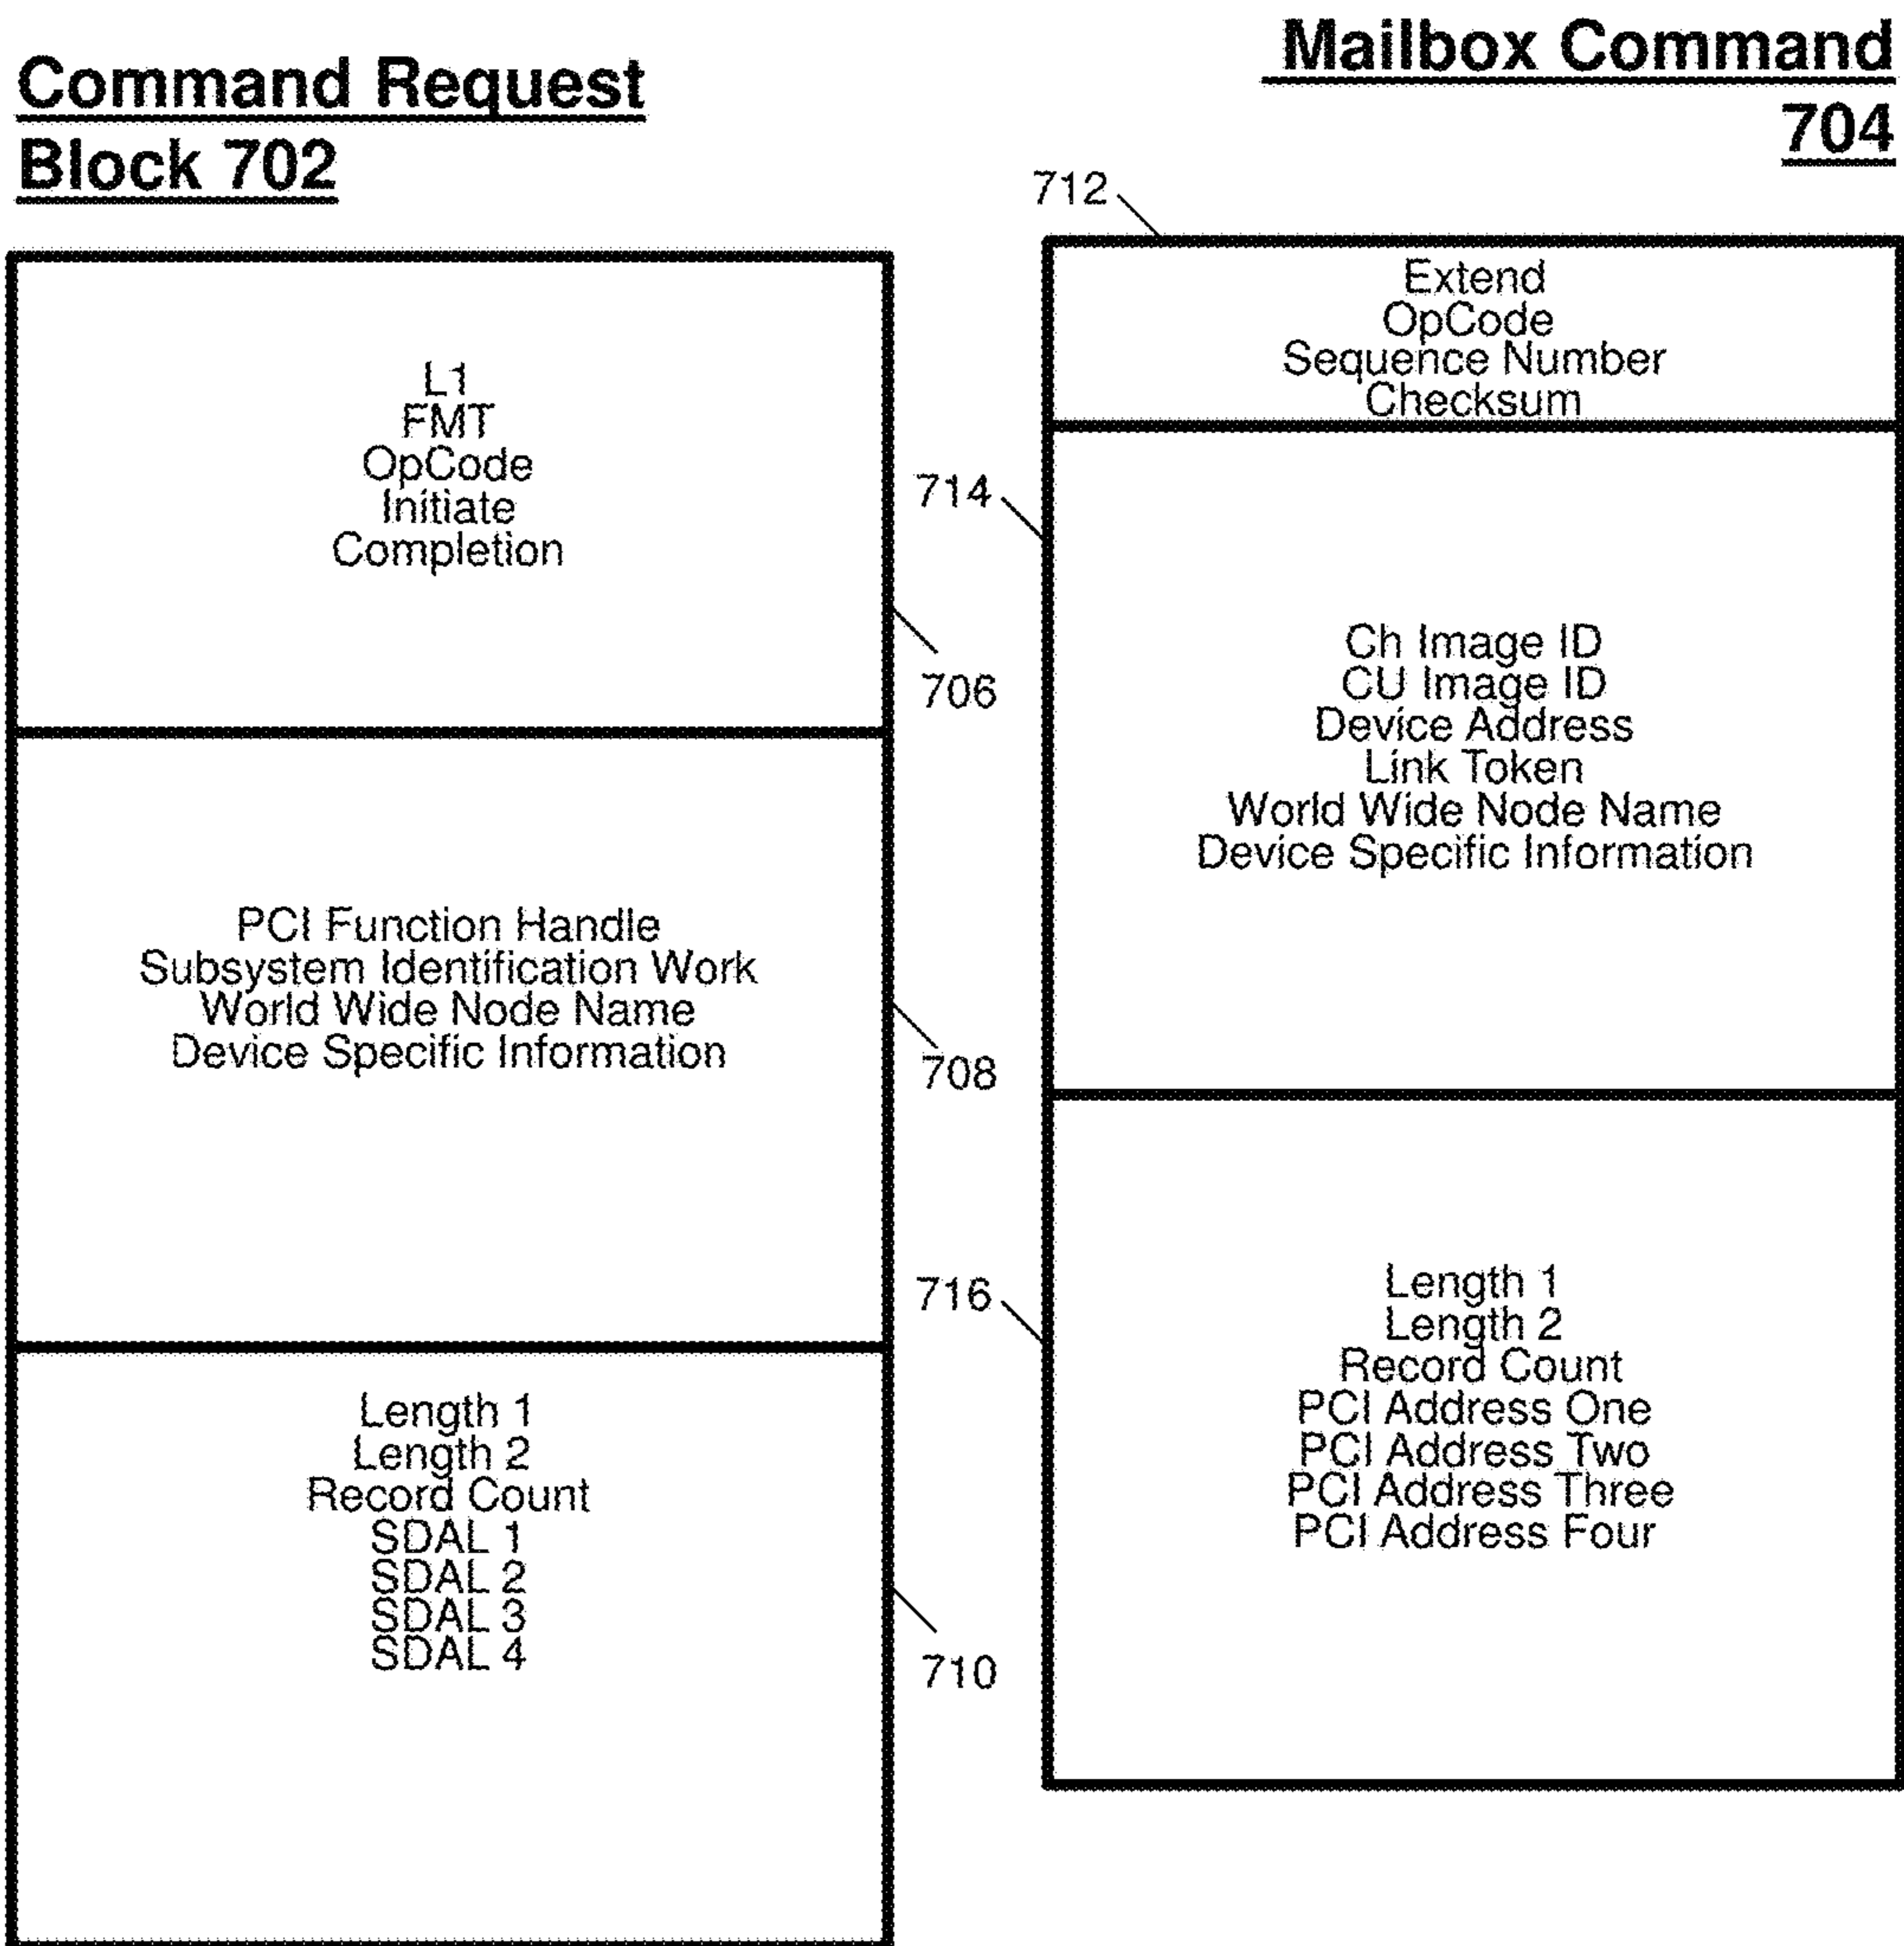 Command Request
Block 702
L1
FMT
OpCode
Initiate
Completion
706
PCI Function Handle
Subsystem Identification Work
World Wide Node Name
Device Specific Information
708
Length 1
Length 2
Record Count
SDAL 1
SDAL 2
SDAL 3
SDAL 4
710
Mailbox Command
704
712
Extend
OpCode
Sequence Number
Checksum
714
Ch Image ID
CU Image ID
Device Address
Link Token
World Wide Node Name
Device Specific Information
716
Length 1
Length 2
Record Count
PCI Address One
PCI Address Two
PCI Address Three
PCI Address Four